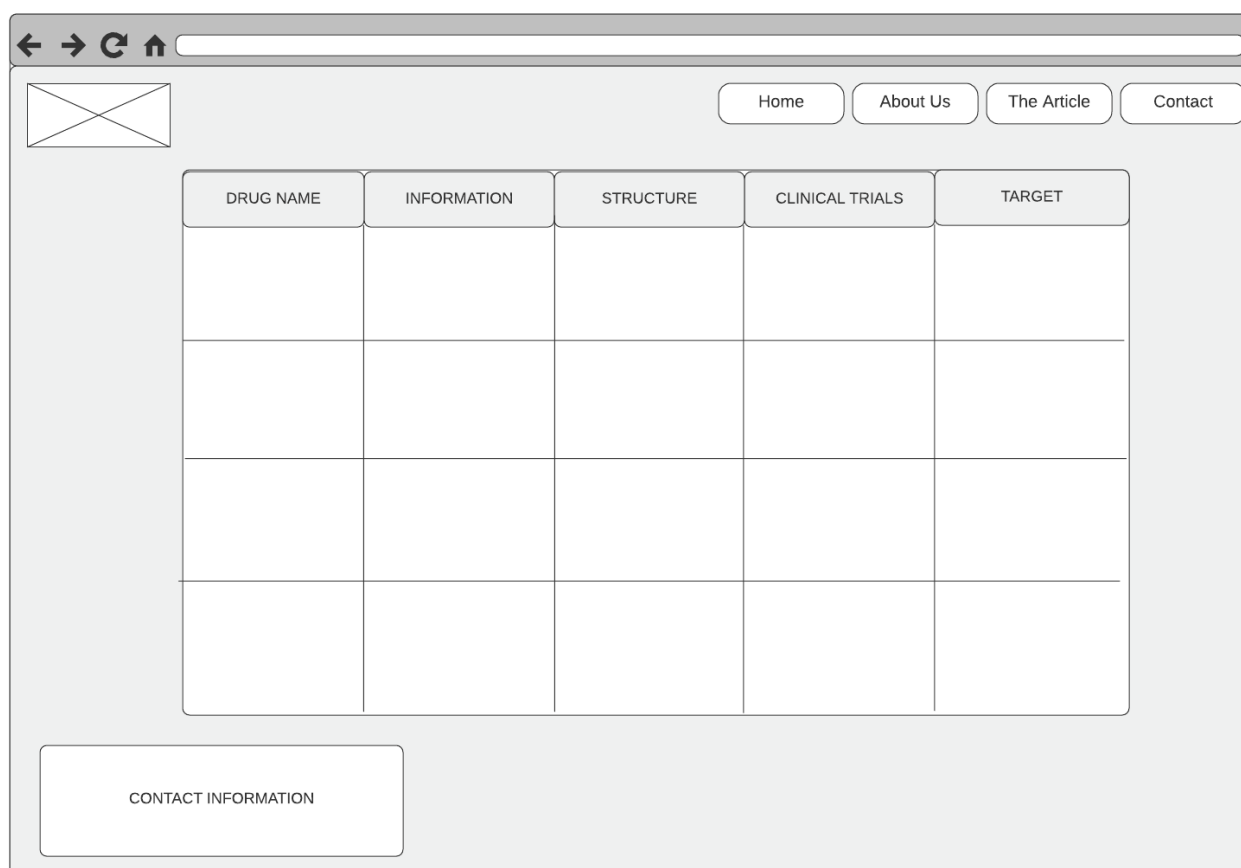 Home
About Us
The Article
Contact
DRUG NAME
INFORMATION
STRUCTURE
CLINICAL TRIALS
TARGET
CONTACT INFORMATION